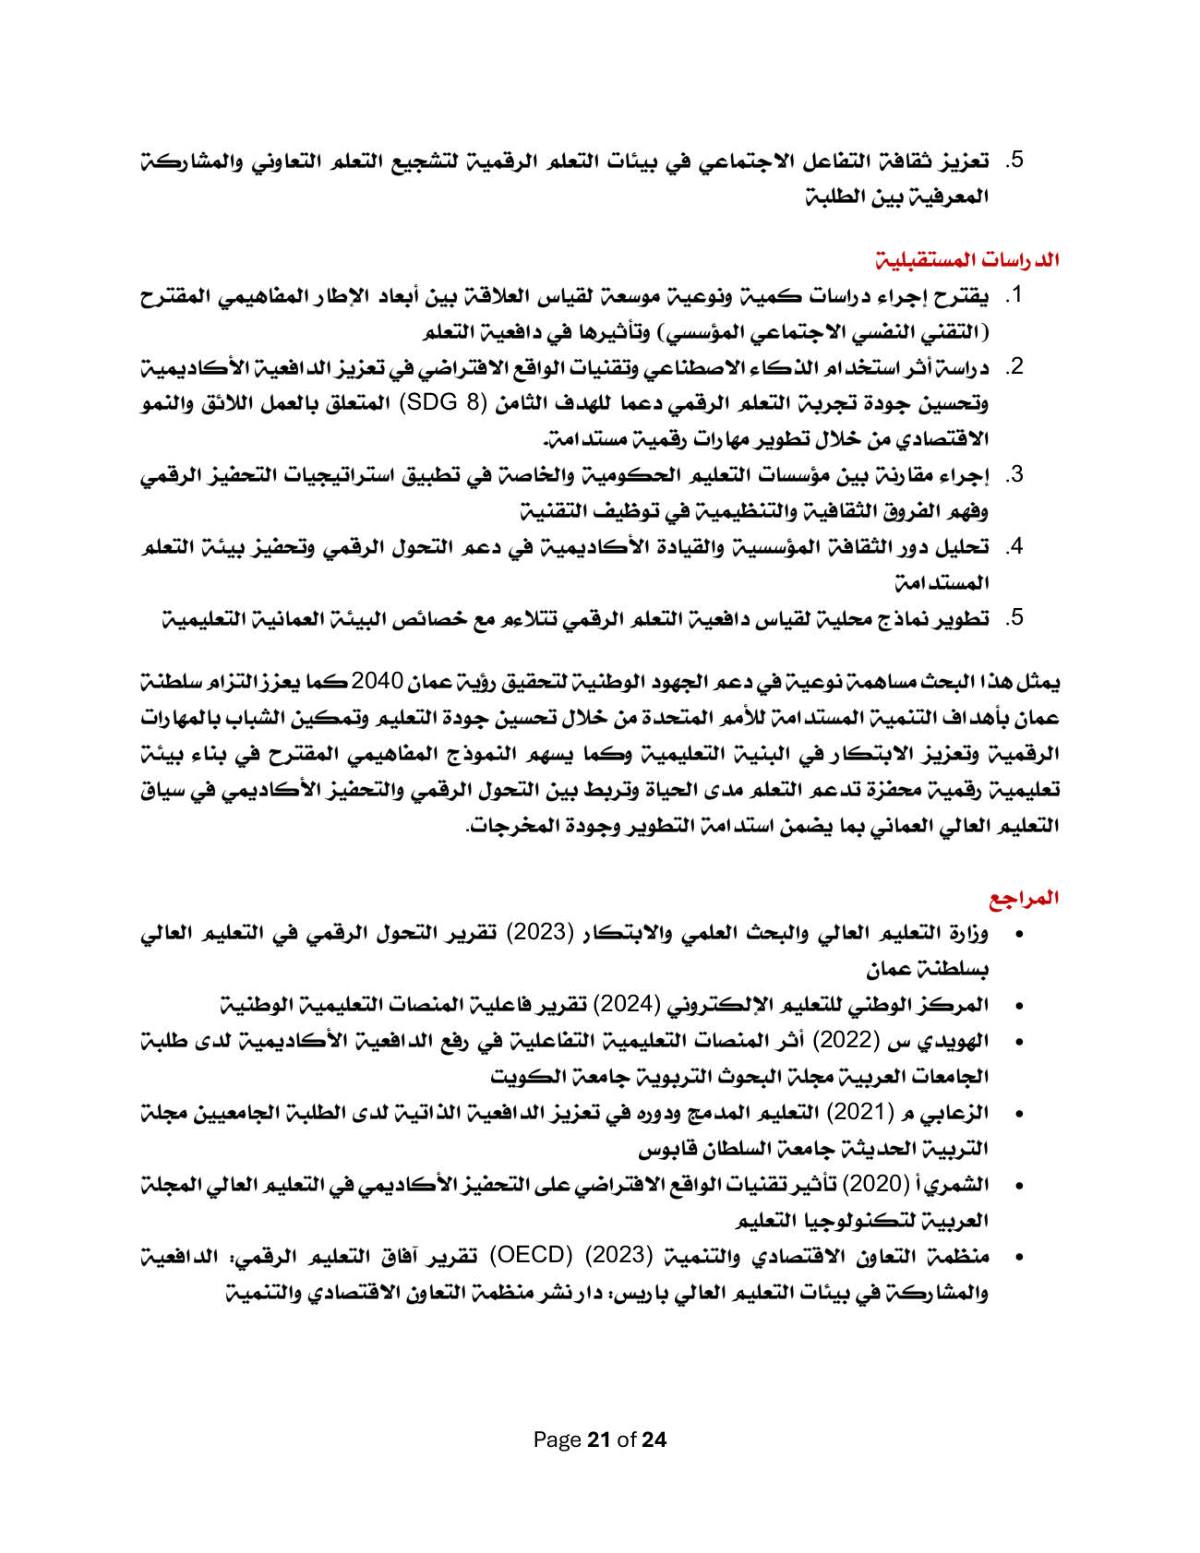 5. تعزيز ثقافة التفاعل الاجتماعي في بيئات التعلم الرقمية لتشجيع التعلم التعاوني والمشاركة
المعرفية بين الطلبة
الدراسات المستقبلية
1. يقترح إجراء دراسات كمية ونوعية موسعة لقياس العلاقة بين أبعاد الإطار المفاهيمي المقترح
(التقني النفسي الاجتماعي المؤسسي) وتأثيرها في دافعية التعلم
2. دراسة أثر استخدام الذكاء الاصطناعي وتقنيات الواقع الافتراضي في تعزيز الدافعية الأكاديمية
وتحسين جودة تجربة التعلم الرقمي دعما للهدف الثامن (SDG 8) المتعلق بالعمل اللائق والنمو
الاقتصادي من خلال تطوير مهارات رقمية مستدامة.
3. إجراء مقارنة بين مؤسسات التعليم الحكومية والخاصة في تطبيق استراتيجيات التحفيز الرقمي
وفهم الفروق الثقافية والتنظيمية في توظيف التقنية
4. تحليل دور الثقافة المؤسسية والقيادة الأكاديمية في دعم التحول الرقمي وتحفيز بيئة التعلم
المستدامة
5. تطوير نماذج محلية لقياس دافعية التعلم الرقمي تتلاءم مع خصائص البيئة العمانية التعليمية
يمثل هذا البحث مساهمة نوعية في دعم الجهود الوطنية لتحقيق رؤية عمان 2040 كما يعزز التزام سلطنة
عمان بأهداف التنمية المستدامة للأمم المتحدة من خلال تحسين جودة التعليم وتمكين الشباب بالمهارات
الرقمية وتعزيز الابتكار في البنية التعليمية وكما يسهم النموذج المفاهيمي المقترح في بناء بيئة
تعليمية رقمية محفزة تدعم التعلم مدى الحياة وتربط بين التحول الرقمي والتحفيز الأكاديمي في سياق
التعليم العالي العماني بما يضمن استدامة التطوير وجودة المخرجات.
المراجع
• وزارة التعليم العالي والبحث العلمي والابتكار (2023) تقرير التحول الرقمي في التعليم العالي
بسلطنة عمان
• المركز الوطني للتعليم الإلكتروني (2024) تقرير فاعلية المنصات التعليمية الوطنية
• الهويدي س (2022) أثر المنصات التعليمية التفاعلية في رفع الدافعية الأكاديمية لدى طلبة
الجامعات العربية مجلة البحوث التربوية جامعة الكويت
• الزعابي م (2021) التعليم المدمج ودوره في تعزيز الدافعية الذاتية لدى الطلبة الجامعيين مجلة
التربية الحديثة جامعة السلطان قابوس
• الشمري أ (2020) تأثير تقنيات الواقع الافتراضي على التحفيز الأكاديمي في التعليم العالي المجلة
العربية لتكنولوجيا التعليم
• منظمة التعاون الاقتصادي والتنمية (OECD) (2023) تقرير آفاق التعليم الرقمي: الدافعية
والمشاركة في بيئات التعليم العالي باريس: دار نشر منظمة التعاون الاقتصادي والتنمية
Page 21 of 24